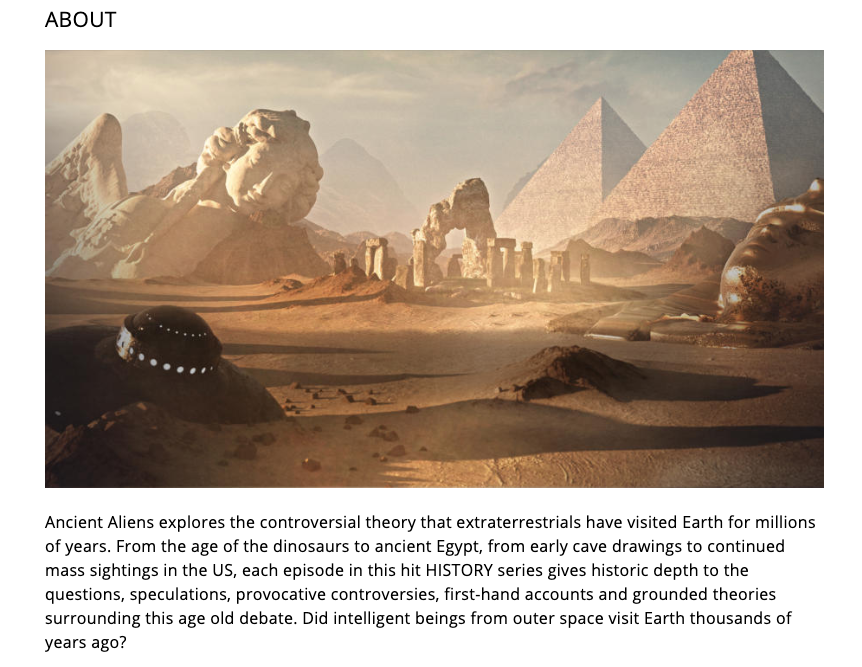 ABOUT
Ancient Aliens explores the controversial theory that extraterrestrials have visited Earth for millions
of years. From the age of the dinosaurs to ancient Egypt, from early cave drawings to continued
mass sightings in the US, each episode in this hit HISTORY series gives historic depth to the
questions, speculations, provocative controversies, first-hand accounts and grounded theories
surrounding this age old debate. Did intelligent beings from outer space visit Earth thousands of
years ago?